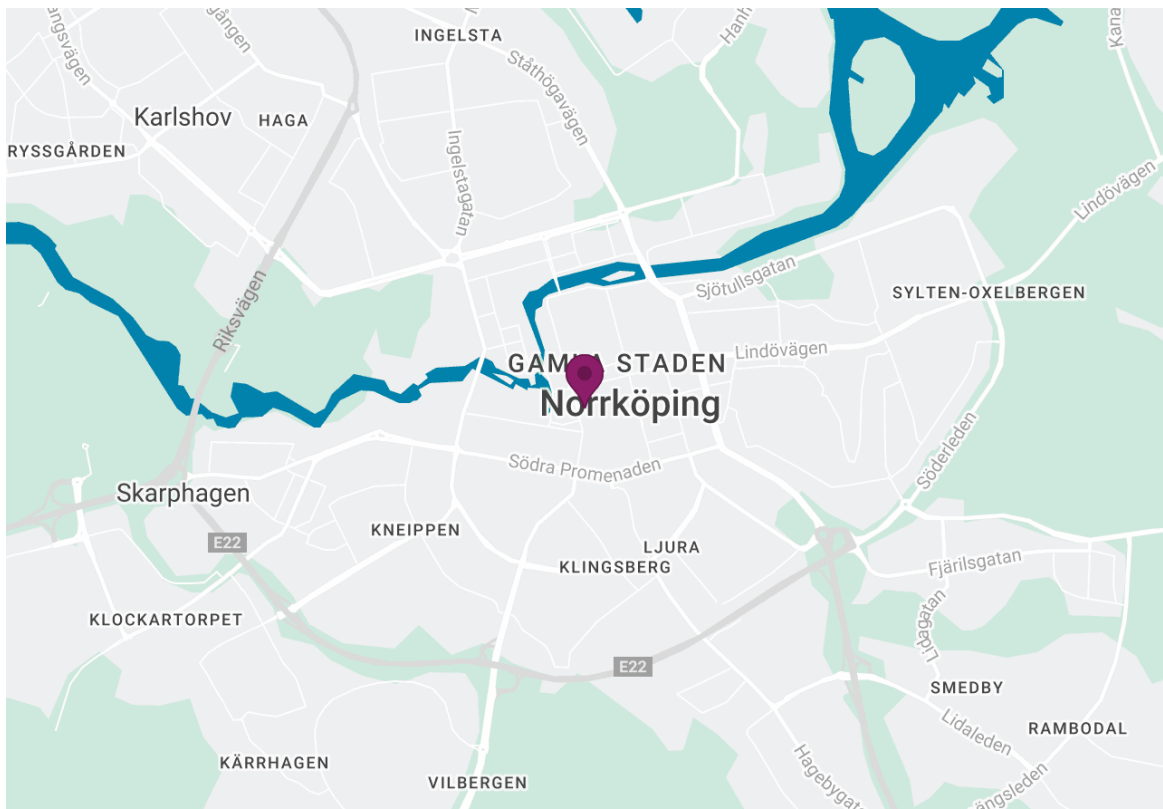 INGELSTA
Ståthögavägen
Karlshov
HAGA
RYSSGÅRDEN
Ingelstagatan
Lindövägen
Riksvägen
Sjötullsgatan
SYLTEN-OXELBERGEN
Lindövägen
GAMLA STADEN
Norrköping
Söderleden
Södra Promenaden
Skarphagen
KNEIPPEN
E22
LJURA
KLINGSBERG
Fjärilsgatan
KLOCKARTORPET
Lidagatan
E22
SMEDBY
Lidaleden
RAMBODAL
KÄRRHAGEN
VILBERGEN